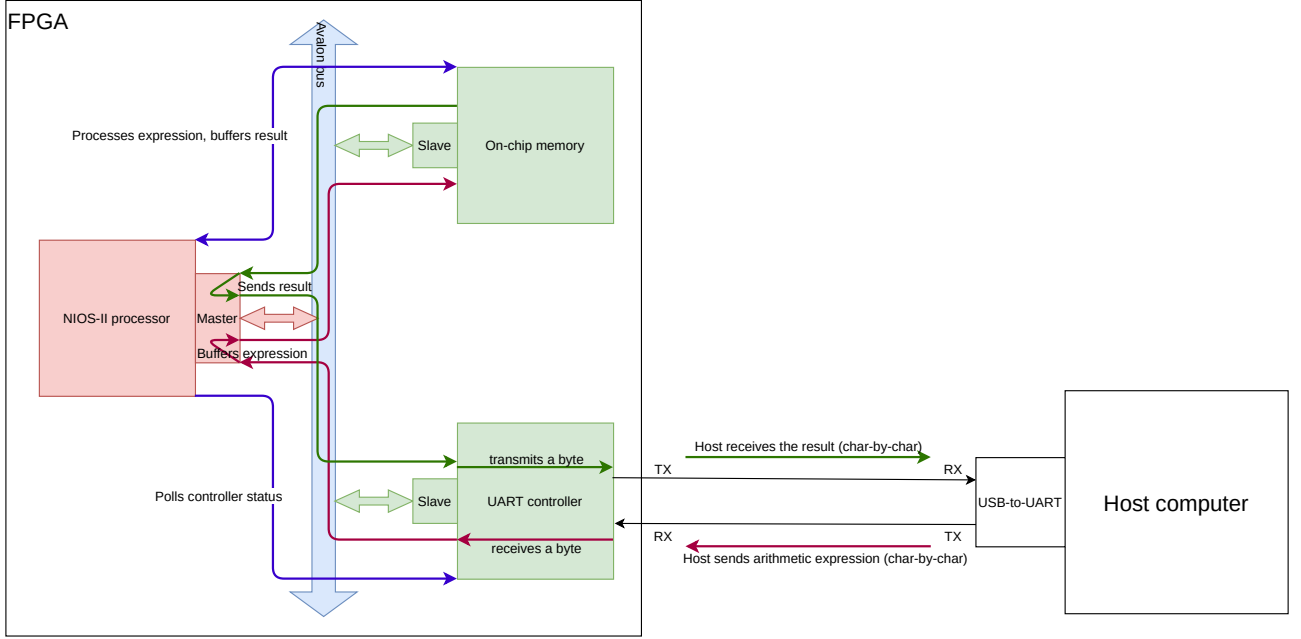 FPGA
Avalon bus
Processes expression, buffers result
Slave
On-chip memory
Sends result
NIOS-II processor
Master
Buffers expression
Host receives the result (char-by-char)
transmits a byte
TX
RX
Polls controller status
Slave
UART controller
USB-to-UART
Host computer
RX
TX
receives a byte
Host sends arithmetic expression (char-by-char)